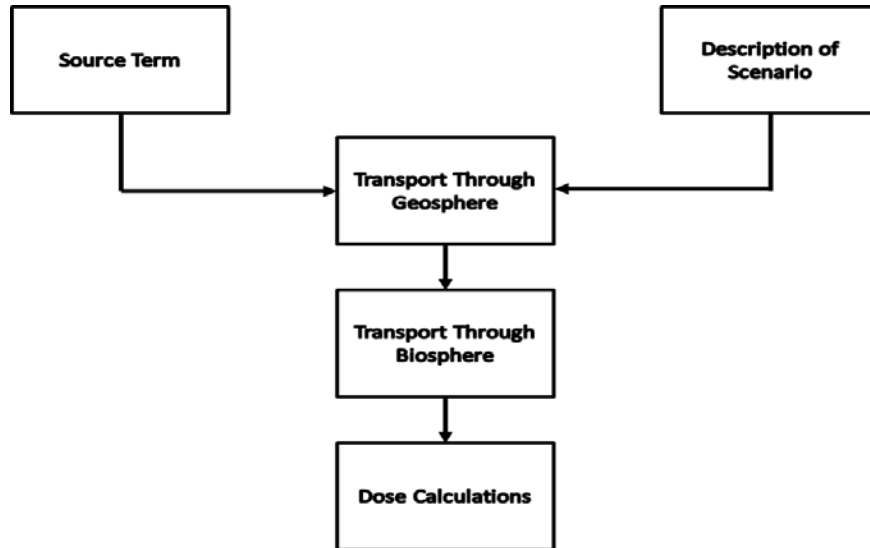 Source Term
Description of
Scenario
Transport Through
Geosphere
Transport Through
Biosphere
Dose Calculations